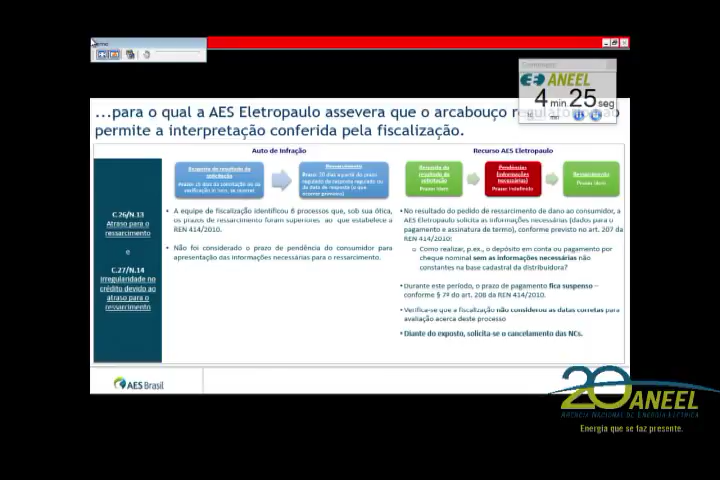 ANEEL
4 min 25 seg
...para o qual a AES Eletropaulo assevera que o arcabouço
permite a interpretação conferida pela fiscalização.
Auto de Infração
Recurso AES Eletropaulo
Ressarcimento
Pendências
(informações
necessárias)
Prazo: Indefinido
Ressarcimento
C.26/N.13
Atraso para o
ressarcimento
e
C.27/N.14
Irregularidade no
crédito devido ao
atraso para o
ressarcimento
• A equipe de fiscalização identificou 6 processos que, sob sua ótica,
os prazos de ressarcimento foram superiores ao que estabelece a
REN 414/2010.
• Não foi considerado o prazo de pendência do consumidor para
apresentação das informações necessárias para o ressarcimento.
• No resultado do pedido de ressarcimento de dano ao consumidor, a
AES Eletropaulo solicita as informações necessárias (dados para o
pagamento e assinatura de termo), conforme previsto no art. 207 da
REN 414/2010:
o Como realizar, p.ex., o depósito em conta ou pagamento por
cheque nominal sem as informações necessárias não
constantes na base cadastral da distribuidora?
• Durante este período, o prazo de pagamento fica suspenso –
conforme § 7º do art. 208 da REN 414/2010.
• Verifica-se que a fiscalização não considerou as datas corretas para
avaliação acerca deste processo
• Diante do exposto, solicita-se o cancelamento das NCs.
AES Brasil
20 ANEEL
AGÊNCIA NACIONAL DE ENERGIA ELÉTRICA
Energia que se faz presente.